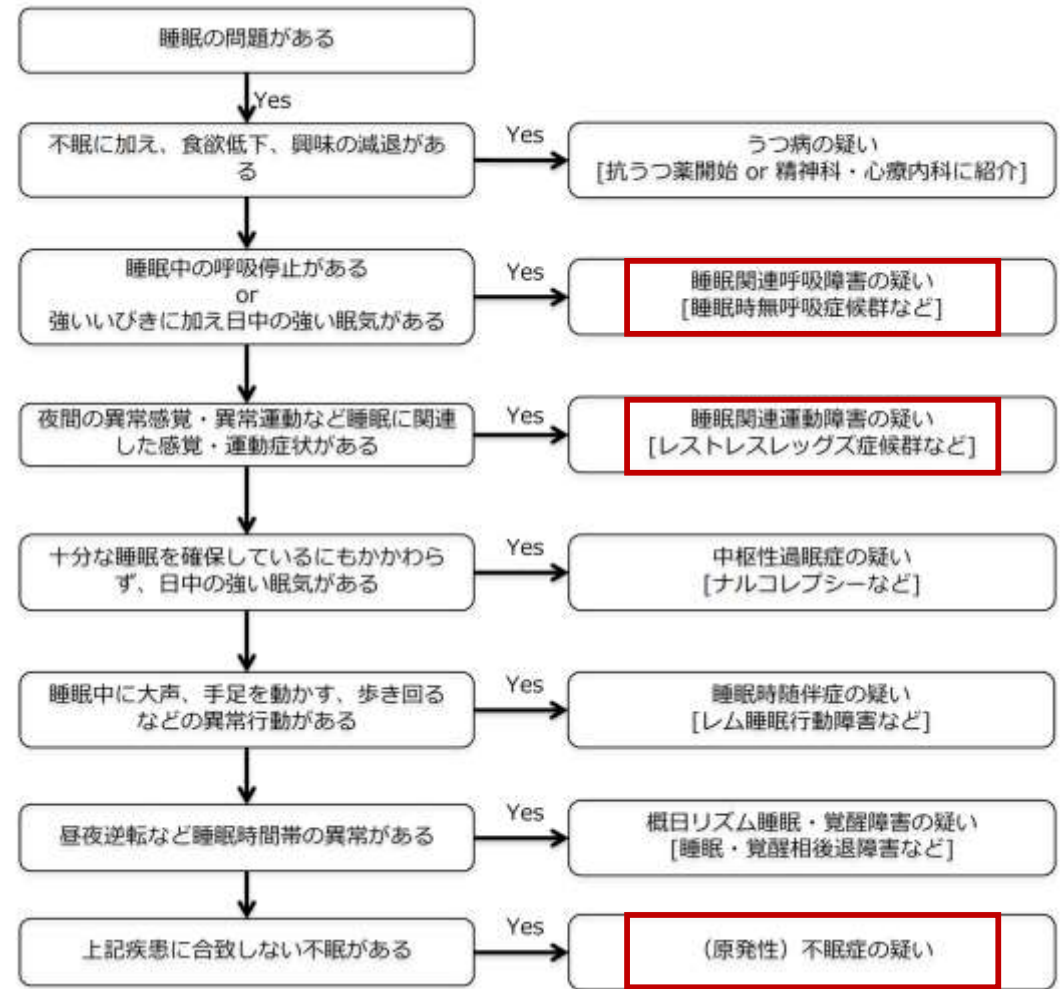 睡眠の問題がある
Yes
不眠に加え、食欲低下、興味の減退があ
る
Yes
うつ病の疑い
[抗うつ薬開始 or 精神科・心療内科に紹介]
睡眠中の呼吸停止がある
or
強いいびきに加え日中の強い眠気がある
Yes
睡眠関連呼吸障害の疑い
[睡眠時無呼吸症候群など]
夜間の異常感覚・異常運動など睡眠に関連
した感覚・運動症状がある
Yes
睡眠関連運動障害の疑い
[レストレスレッグズ症候群など]
十分な睡眠を確保しているにもかかわら
ず、日中の強い眠気がある
Yes
中枢性過眠症の疑い
[ナルコレプシーなど]
睡眠中に大声、手足を動かす、歩き回る
などの異常行動がある
Yes
睡眠時随伴症の疑い
[レム睡眠行動障害など]
昼夜逆転など睡眠時間帯の異常がある
Yes
概日リズム睡眠・覚醒障害の疑い
[睡眠・覚醒相後退障害など]
上記疾患に合致しない不眠がある
Yes
（原発性）不眠症の疑い